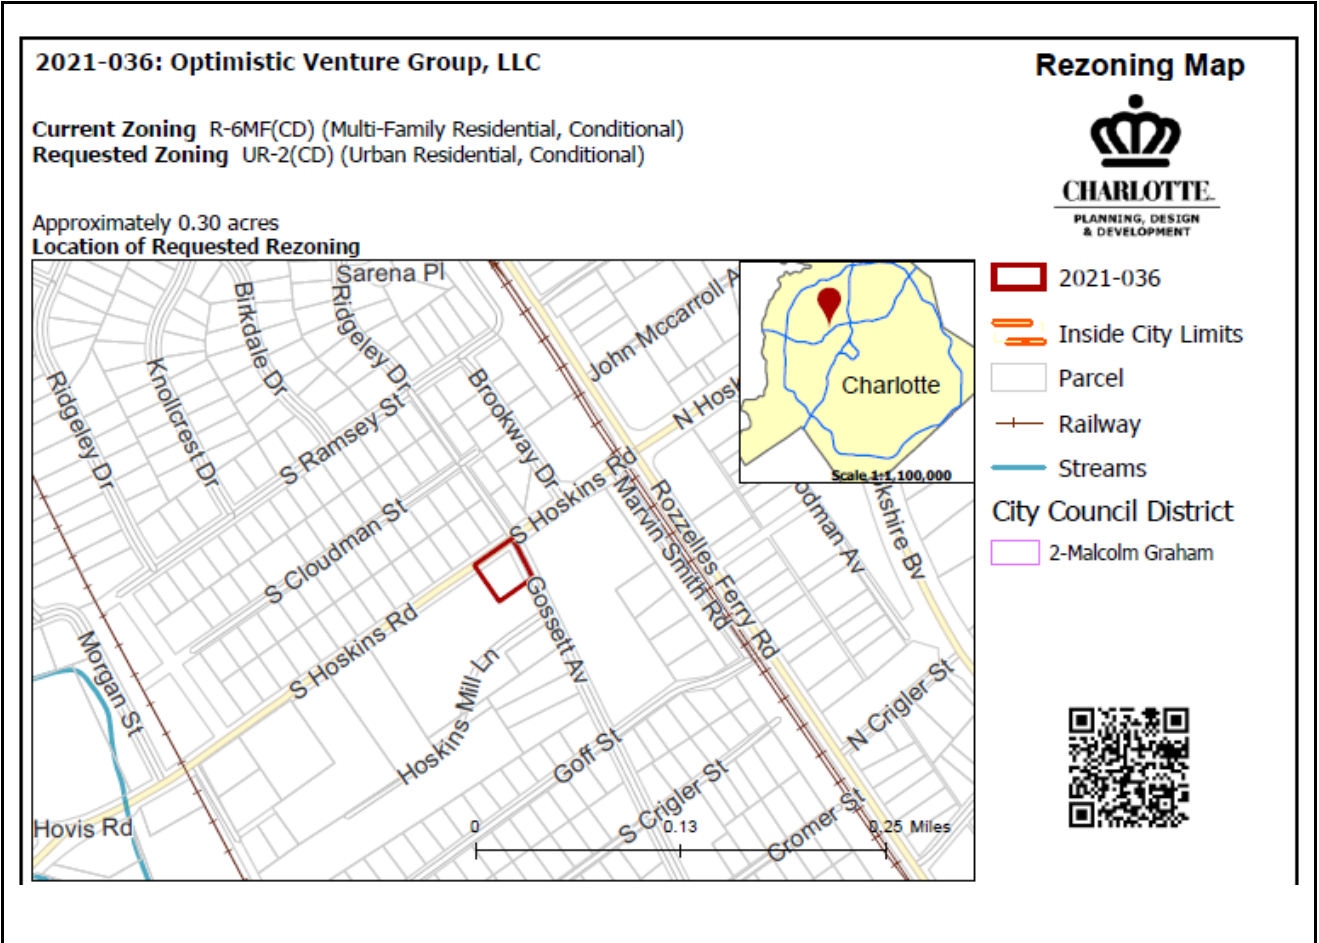 2021-036: Optimistic Venture Group, LLC
Rezoning Map
Current Zoning R-6MF(CD) (Multi-Family Residential, Conditional)
Requested Zoning UR-2(CD) (Urban Residential, Conditional)
CHARLOTTE
PLANNING, DESIGN
& DEVELOPMENT
Approximately 0.30 acres
Location of Requested Rezoning
2021-036
Inside City Limits
Parcel
Railway
Streams
City Council District
2-Malcolm Graham
Sarena Pl
Birkdale Dr
Ridgeley Dr
John Mccarroll A
Charlotte
Scale 1:1,100,000
Ridgeley Dr
Knollcrest Dr
S Ramsey St
Brookway Dr
N Hosk
S Hoskins Rd
Marvin Smith Rd
Rozzelles Ferry Rd
odman Av
kshire Bv
S Cloudman St
S Hoskins Rd
Gossett Av
Morgan St
Hoskins Mill Ln
Goff St
N Crigler St
S Crigler St
Cromer St
Hovis Rd
0 0.13 0.25 Miles